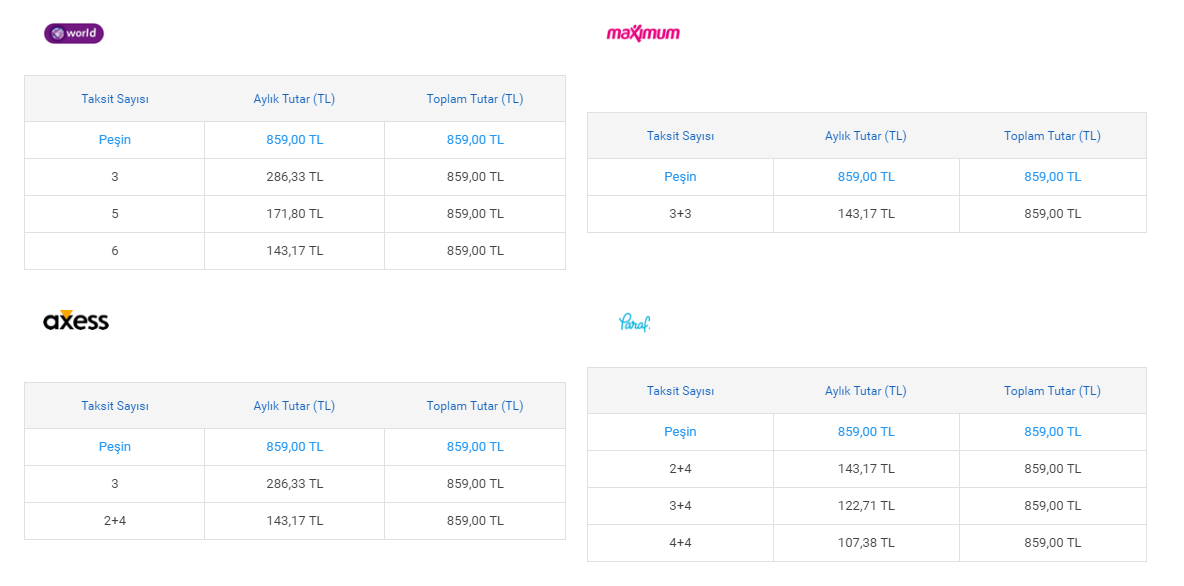 world
Taksit Sayısı Aylık Tutar (TL) Toplam Tutar (TL)
Peşin 859,00 TL 859,00 TL
3 286,33 TL 859,00 TL
5 171,80 TL 859,00 TL
6 143,17 TL 859,00 TL
maximum
Taksit Sayısı Aylık Tutar (TL) Toplam Tutar (TL)
Peşin 859,00 TL 859,00 TL
3+3 143,17 TL 859,00 TL
axess
Taksit Sayısı Aylık Tutar (TL) Toplam Tutar (TL)
Peşin 859,00 TL 859,00 TL
3 286,33 TL 859,00 TL
2+4 143,17 TL 859,00 TL
Paraf
Taksit Sayısı Aylık Tutar (TL) Toplam Tutar (TL)
Peşin 859,00 TL 859,00 TL
2+4 143,17 TL 859,00 TL
3+4 122,71 TL 859,00 TL
4+4 107,38 TL 859,00 TL